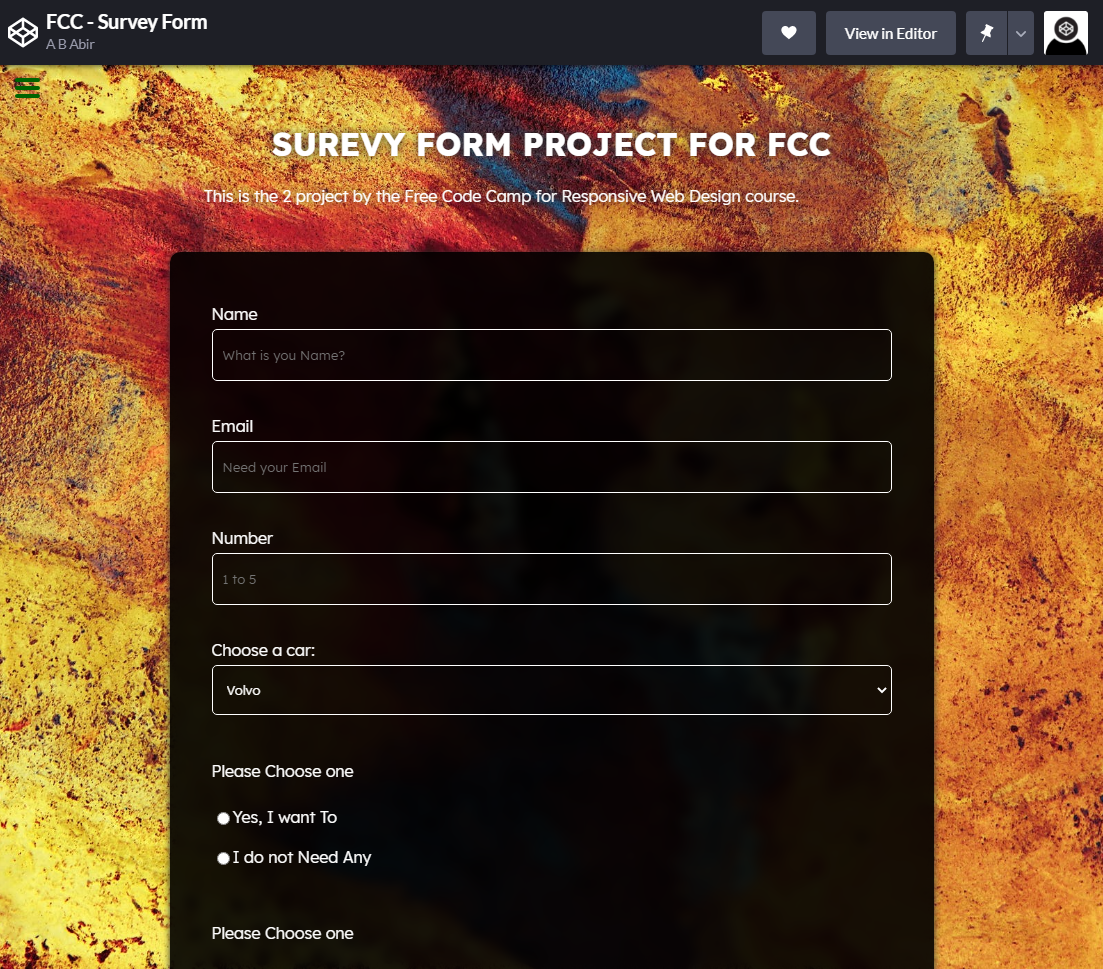 FCC - Survey Form
A B Abir
View in Editor
SUREVY FORM PROJECT FOR FCC
This is the 2 project by the Free Code Camp for Responsive Web Design course.
Name
What is you Name?
Email
Need your Email
Number
1 to 5
Choose a car:
Volvo
Please Choose one
Yes, I want To
I do not Need Any
Please Choose one